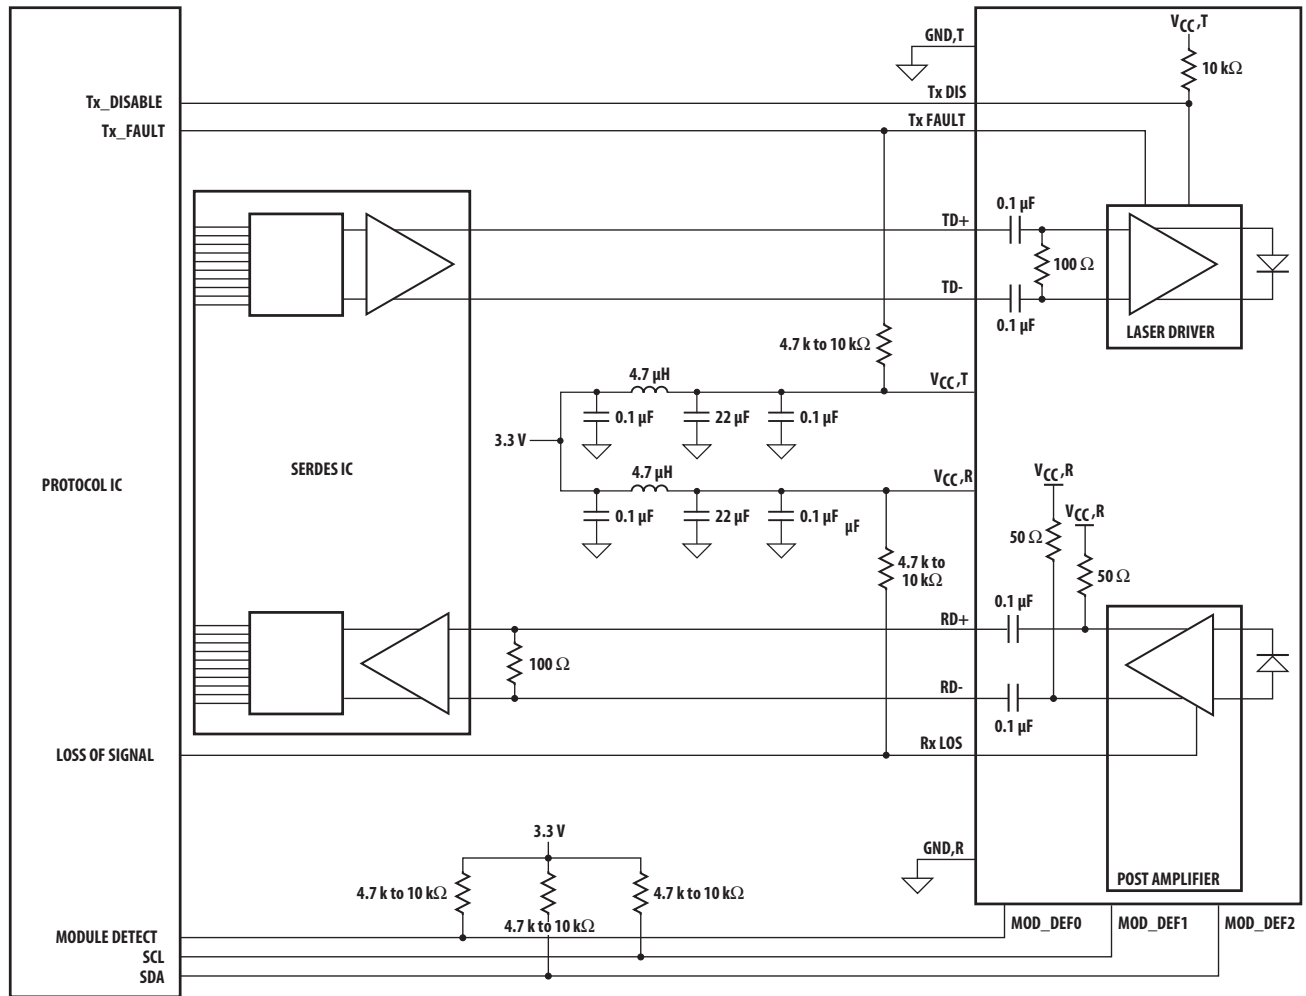 VCC,T
GND,T
10 kΩ
Tx_DISABLE
Tx DIS
Tx_FAULT
Tx FAULT
0.1 µF
TD+
100 Ω
TD-
0.1 µF
LASER DRIVER
4.7 k to 10 kΩ
4.7 µH
VCC,T
0.1 µF
22 µF
0.1 µF
3.3 V
SERDES IC
PROTOCOL IC
4.7 µH
VCC,R
VCC,R
0.1 µF
22 µF
0.1 µF
µF
VCC,R
50 Ω
4.7 k to
10 kΩ
50 Ω
0.1 µF
RD+
100 Ω
RD-
0.1 µF
LOSS OF SIGNAL
Rx LOS
3.3 V
GND,R
POST AMPLIFIER
4.7 k to 10 kΩ
4.7 k to 10 kΩ
4.7 k to 10 kΩ
MOD_DEF0
MOD_DEF1
MOD_DEF2
MODULE DETECT
SCL
SDA